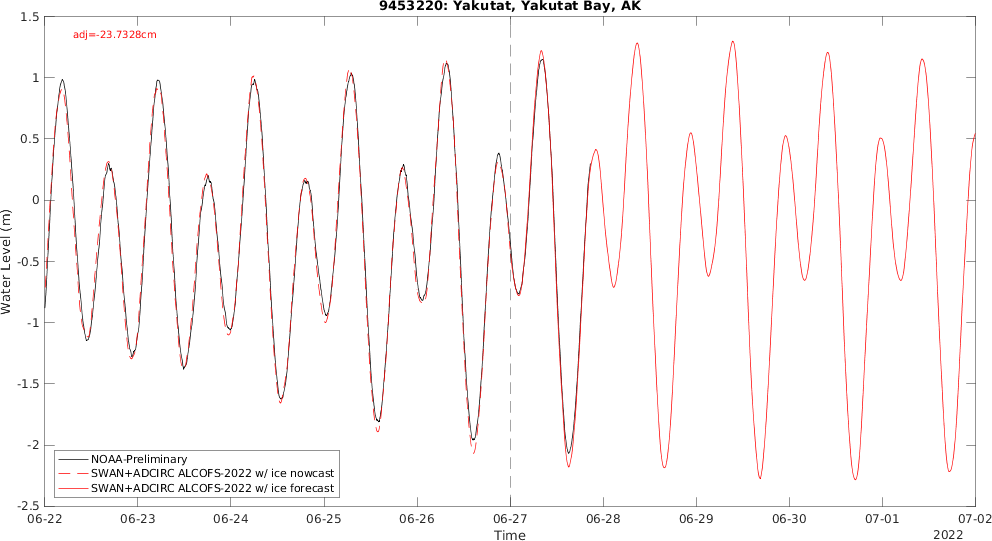 9453220: Yakutat, Yakutat Bay, AK
adj=-23.7328cm
1.5
1
0.5
0
-0.5
-1
-1.5
-2
-2.5
Water Level (m)
NOAA-Preliminary
SWAN+ADCIRC ALCOFS-2022 w/ ice nowcast
SWAN+ADCIRC ALCOFS-2022 w/ ice forecast
06-22 06-23 06-24 06-25 06-26 06-27 06-28 06-29 06-30 07-01 07-02
Time
2022